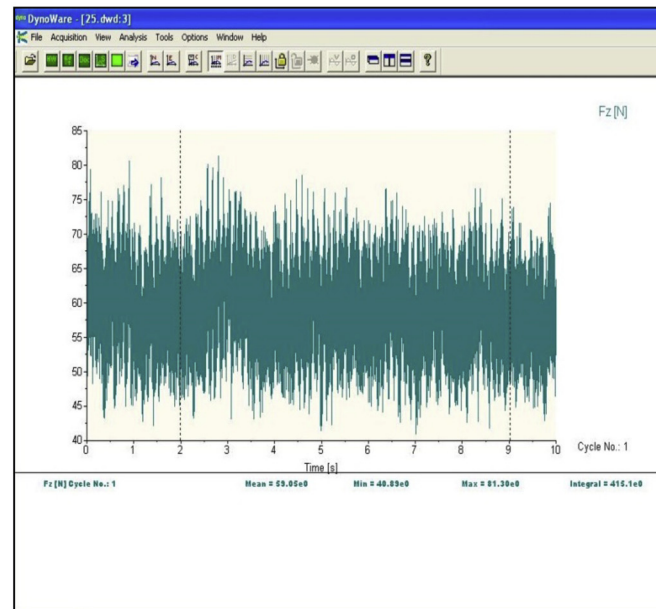 DynoWare - [25.dwd:3]
File Acquisition View Analysis Tools Options Window Help
Fz [N]
85
80
75
70
65
60
55
50
45
40
0 1 2 3 4 5 6 7 8 9 10
Cycle No.: 1
Time [s]
Fz [N] Cycle No.: 1 Mean = 59.05e0 Min = 40.89e0 Max = 81.30e0 Integral = 415.1e0